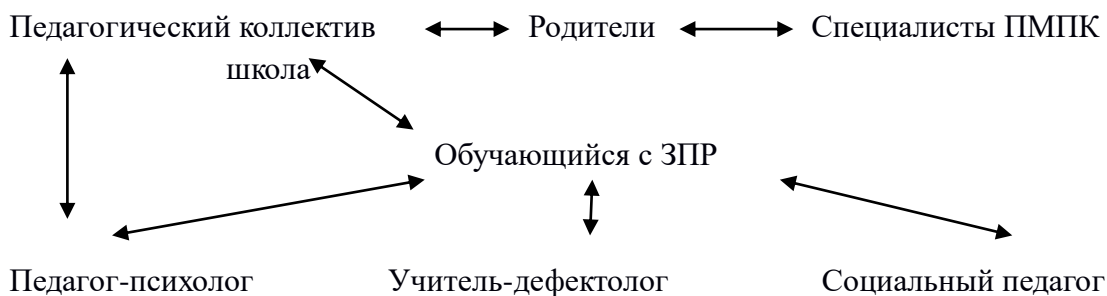 Педагогический коллектив Родители Специалисты ПМПК
школа
Обучающийся с ЗПР
Педагог-психолог Учитель-дефектолог Социальный педагог